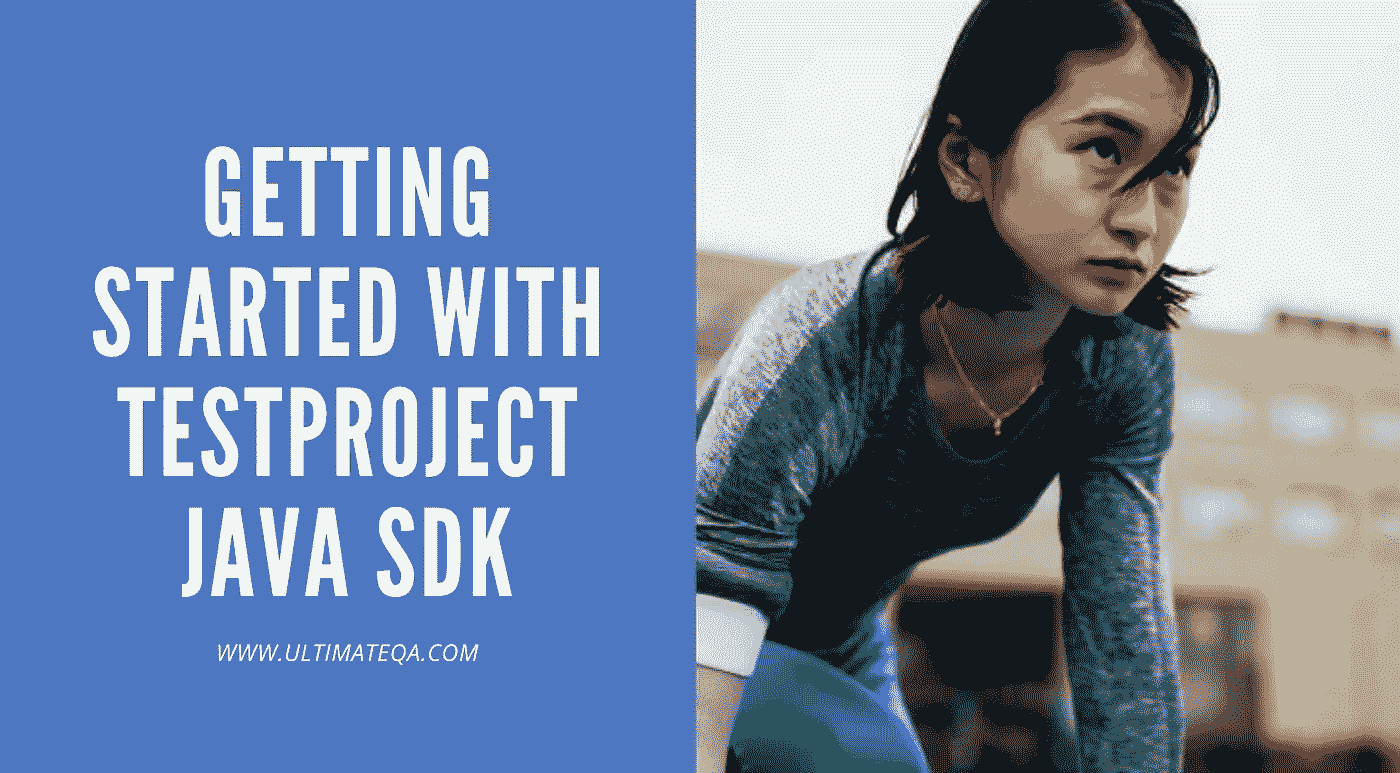 GETTING
STARTED WITH
TESTPROJECT
JAVA SDK
WWW.ULTIMATEQA.COM